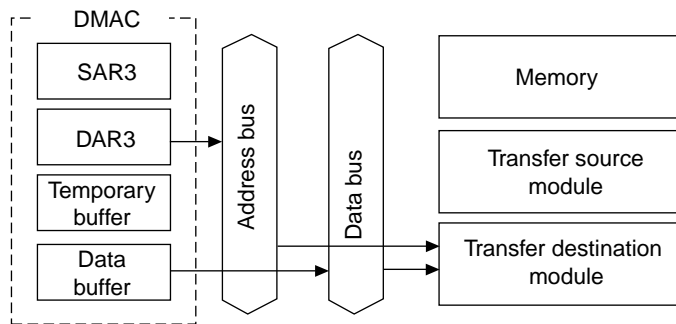 DMAC
SAR3
DAR3
Temporary
buffer
Data
buffer
Address bus
Data bus
Memory
Transfer source
module
Transfer destination
module